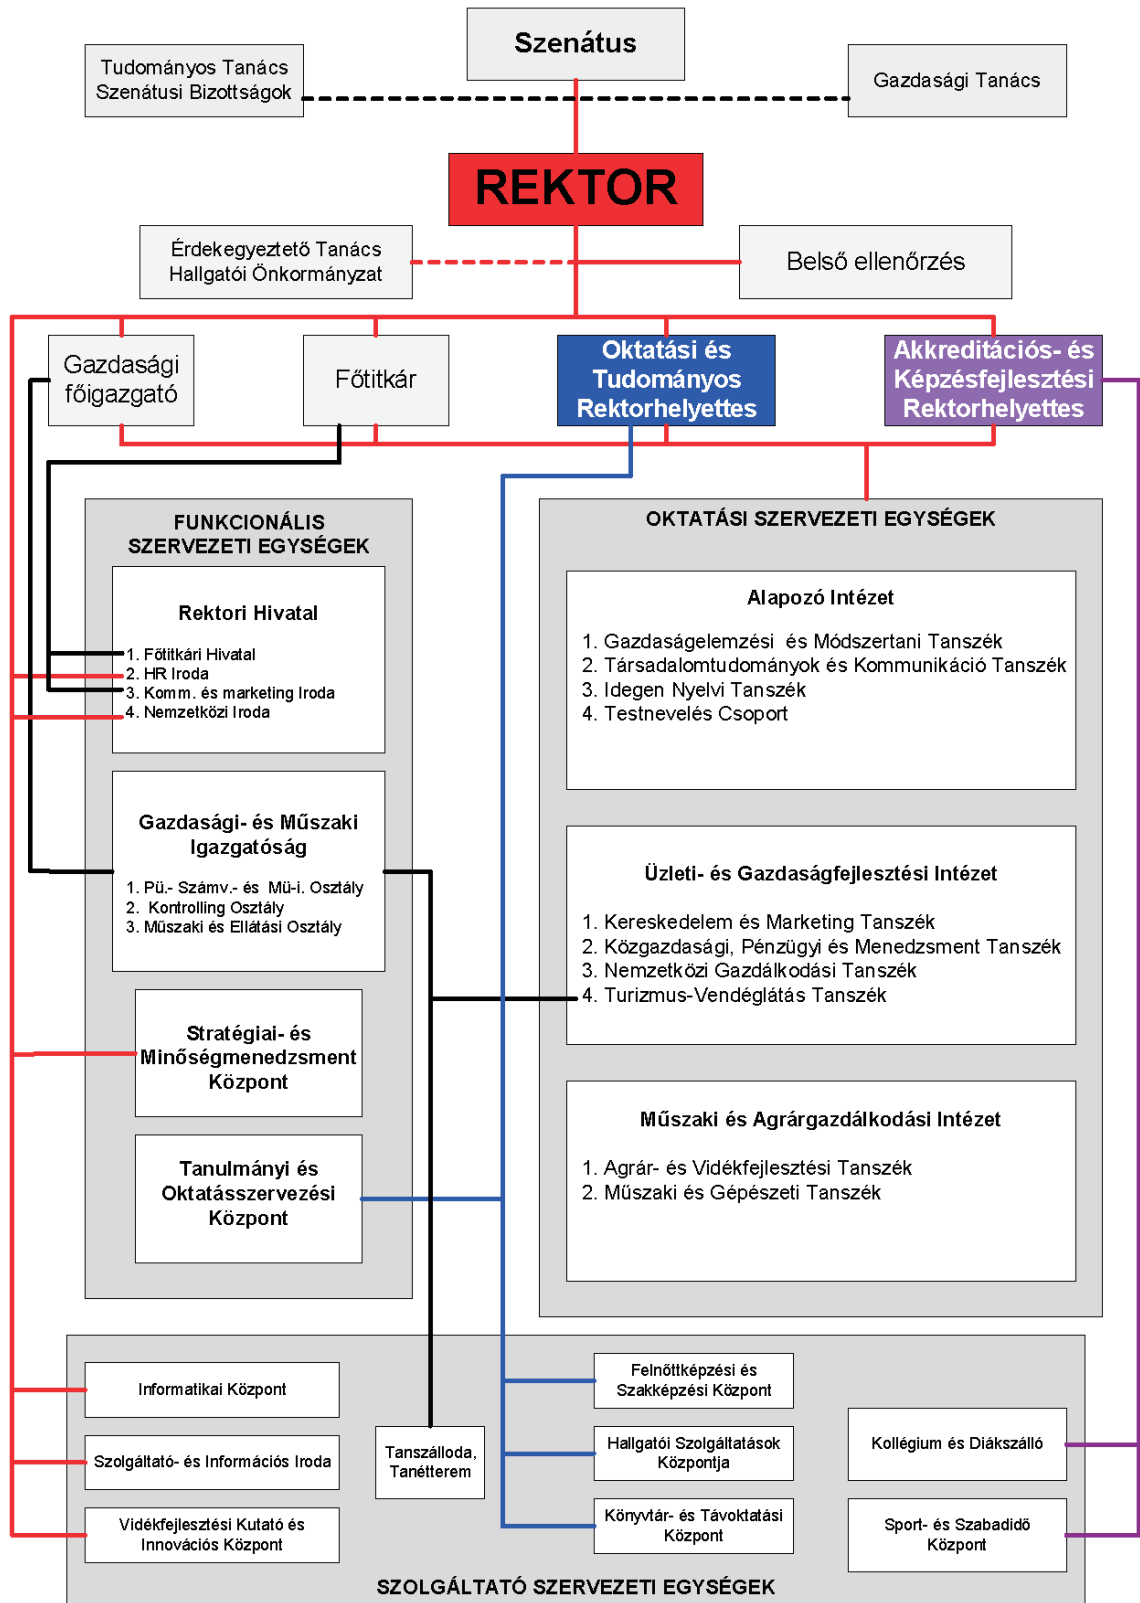 Szenátus
Tudományos Tanács
Szenátusi Bizottságok
Gazdasági Tanács
REKTOR
Érdekegyeztető Tanács
Hallgatói Önkormányzat
Belső ellenőrzés
Gazdasági
főigazgató
Főtitkár
Oktatási és
Tudományos
Rektorhelyettes
Akkreditációs- és
Képzésfejlesztési
Rektorhelyettes
FUNKCIONÁLIS
SZERVEZETI EGYSÉGEK
Rektori Hivatal
1. Főtitkári Hivatal
2. HR Iroda
3. Komm. és marketing Iroda
4. Nemzetközi Iroda
Gazdasági- és Műszaki
Igazgatóság
1. Pü.- Számv.- és Mü-i. Osztály
2. Kontrolling Osztály
3. Műszaki és Ellátási Osztály
Stratégiai- és
Minőségmenedzsment
Központ
Tanulmányi és
Oktatásszervezési
Központ
OKTATÁSI SZERVEZETI EGYSÉGEK
Alapozó Intézet
1. Gazdaságelemzési és Módszertani Tanszék
2. Társadalomtudományok és Kommunikáció Tanszék
3. Idegen Nyelvi Tanszék
4. Testnevelés Csoport
Üzleti- és Gazdaságfejlesztési Intézet
1. Kereskedelem és Marketing Tanszék
2. Közgazdasági, Pénzügyi és Menedzsment Tanszék
3. Nemzetközi Gazdálkodási Tanszék
4. Turizmus-Vendéglátás Tanszék
Műszaki és Agrárgazdálkodási Intézet
1. Agrár- és Vidékfejlesztési Tanszék
2. Műszaki és Gépészeti Tanszék
Informatikai Központ
Szolgáltató- és Információs Iroda
Vidékfejlesztési Kutató és
Innovációs Központ
Tanszálloda,
Tanétterem
Felnőttképzési és
Szakképzési Központ
Hallgatói Szolgáltatások
Központja
Könyvtár- és Távoktatási
Központ
Kollégium és Diákszálló
Sport- és Szabadidő
Központ
SZOLGÁLTATÓ SZERVEZETI EGYSÉGEK